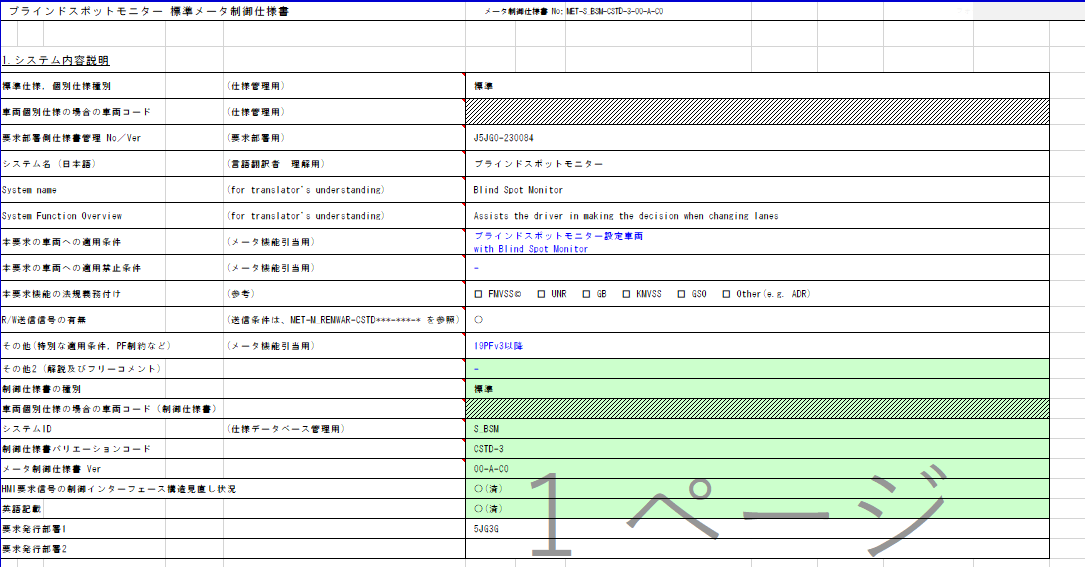 ブラインドスポットモニター 標準メータ制御仕様書 メータ制御仕様書 No: MET-S_BSM-CSTD-3-00-A-C0
1. システム内容説明
標準仕様, 個別仕様種別 (仕様管理用) 標準
車両個別仕様の場合の車両コード (仕様管理用)
要求部署側仕様書管理 No／Ver (要求部署用) J5JG0-230084
システム名 (日本語) (言語翻訳者 理解用) ブラインドスポットモニター
System name (for translator's understanding) Blind Spot Monitor
System Function Overview (for translator's understanding) Assists the driver in making the decision when changing lanes
本要求の車両への適用条件 (メータ機能引当用) ブラインドスポットモニター設定車両
with Blind Spot Monitor
本要求の車両への適用禁止条件 (メータ機能引当用) -
本要求機能の法規義務付け (参考) □ FMVSS© □ UNR □ GB □ KMVSS □ GSO □ Other(e.g. ADR)
R/W送信信号の有無 (送信条件は、MET-M_REMWAR-CSTD***-***-* を参照) ○
その他(特別な適用条件, PF制約など) (メータ機能引当用) 19PFv3以降
その他2 (解説及びフリーコメント) -
制御仕様書の種別 標準
車両個別仕様の場合の車両コード (制御仕様書)
システムID (仕様データベース管理用) S_BSM
制御仕様書バリエーションコード CSTD-3
メータ制御仕様書 Ver 00-A-C0
HMI要求信号の制御インターフェース構造見直し状況 ○(済)
英語記載 ○(済)
要求発行部署1 5JG3G
要求発行部署2
1 ページ